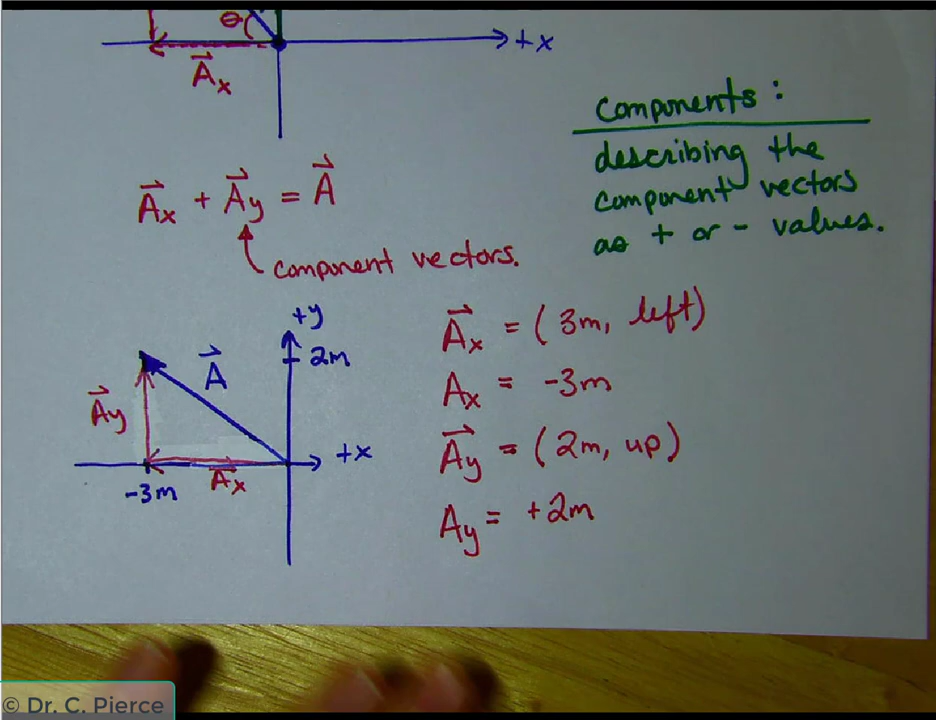 θ
+x
A⃗x
components:
describing the
component vectors
as + or - values.
A⃗x + A⃗y = A⃗
component vectors.
+y
2m
A⃗
A⃗y
+x
A⃗x
-3m
A⃗x = (3m, left)
Ax = -3m
A⃗y = (2m, up)
Ay = +2m
© Dr. C. Pierce